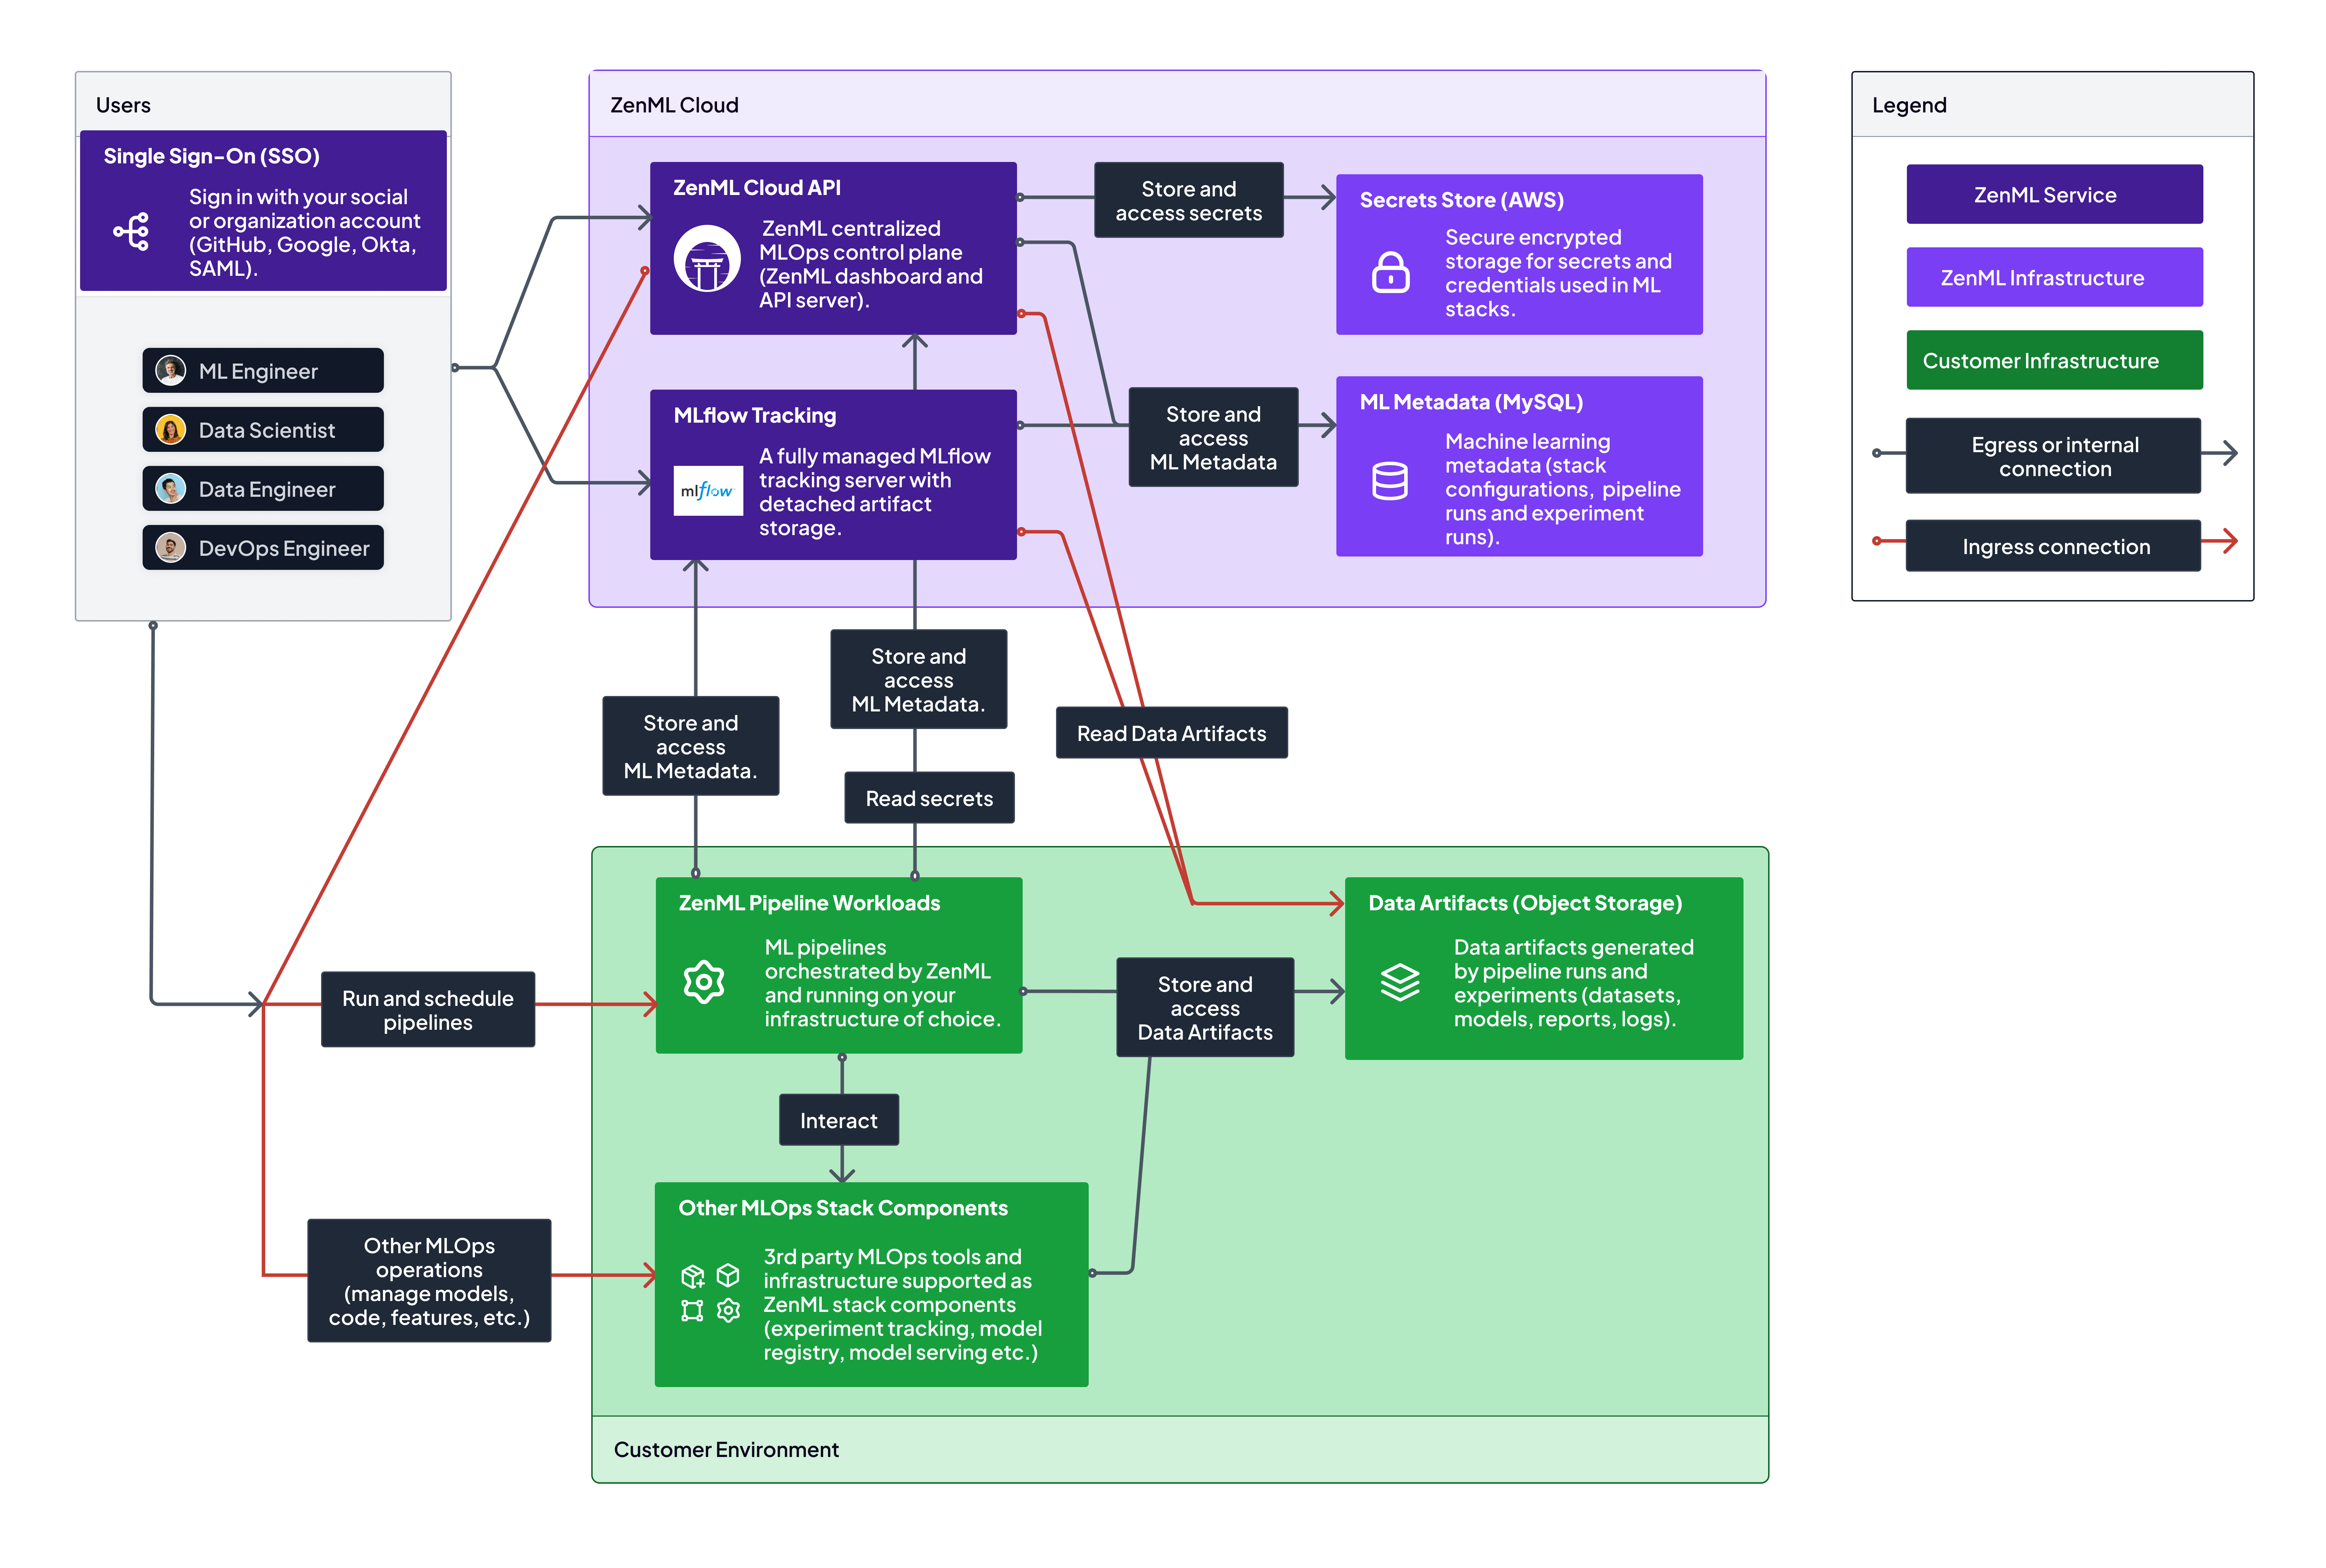 Users
Single Sign-On (SSO)
Sign in with your social
or organization account
(GitHub, Google, Okta,
SAML).
ML Engineer
Data Scientist
Data Engineer
DevOps Engineer
ZenML Cloud
ZenML Cloud API
ZenML centralized
MLOps control plane
(ZenML dashboard and
API server).
Store and
access secrets
Secrets Store (AWS)
Secure encrypted
storage for secrets and
credentials used in ML
stacks.
MLflow Tracking
mlflow
A fully managed MLflow
tracking server with
detached artifact
storage.
Store and
access
ML Metadata
ML Metadata (MySQL)
Machine learning
metadata (stack
configurations, pipeline
runs and experiment
runs).
Legend
ZenML Service
ZenML Infrastructure
Customer Infrastructure
Egress or internal
connection
Ingress connection
Store and
access
ML Metadata.
Store and
access
ML Metadata.
Read secrets
Read Data Artifacts
Run and schedule
pipelines
Other MLOps
operations
(manage models,
code, features, etc.)
ZenML Pipeline Workloads
ML pipelines
orchestrated by ZenML
and running on your
infrastructure of choice.
Store and
access
Data Artifacts
Data Artifacts (Object Storage)
Data artifacts generated
by pipeline runs and
experiments (datasets,
models, reports, logs).
Interact
Other MLOps Stack Components
3rd party MLOps tools and
infrastructure supported as
ZenML stack components
(experiment tracking, model
registry, model serving etc.)
Customer Environment